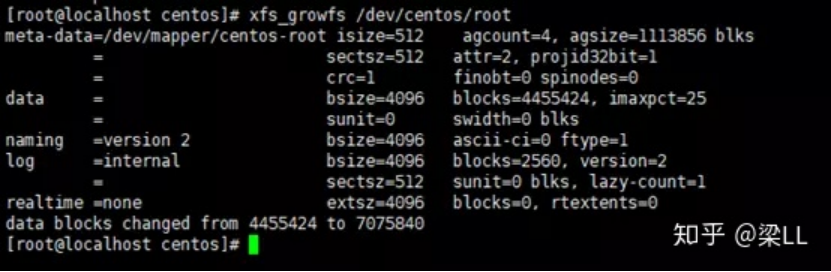 [root@localhost centos]# xfs_growfs /dev/centos/root
meta-data=/dev/mapper/centos-root isize=512    agcount=4, agsize=1113856 blks
         =                       sectsz=512   attr=2, projid32bit=1
         =                       crc=1        finobt=0 spinodes=0
data     =                       bsize=4096   blocks=4455424, imaxpct=25
         =                       sunit=0      swidth=0 blks
naming   =version 2              bsize=4096   ascii-ci=0 ftype=1
log      =internal               bsize=4096   blocks=2560, version=2
         =                       sectsz=512   sunit=0 blks, lazy-count=1
realtime =none                   extsz=4096   blocks=0, rtextents=0
data blocks changed from 4455424 to 7075840
[root@localhost centos]#
知乎 @梁LL